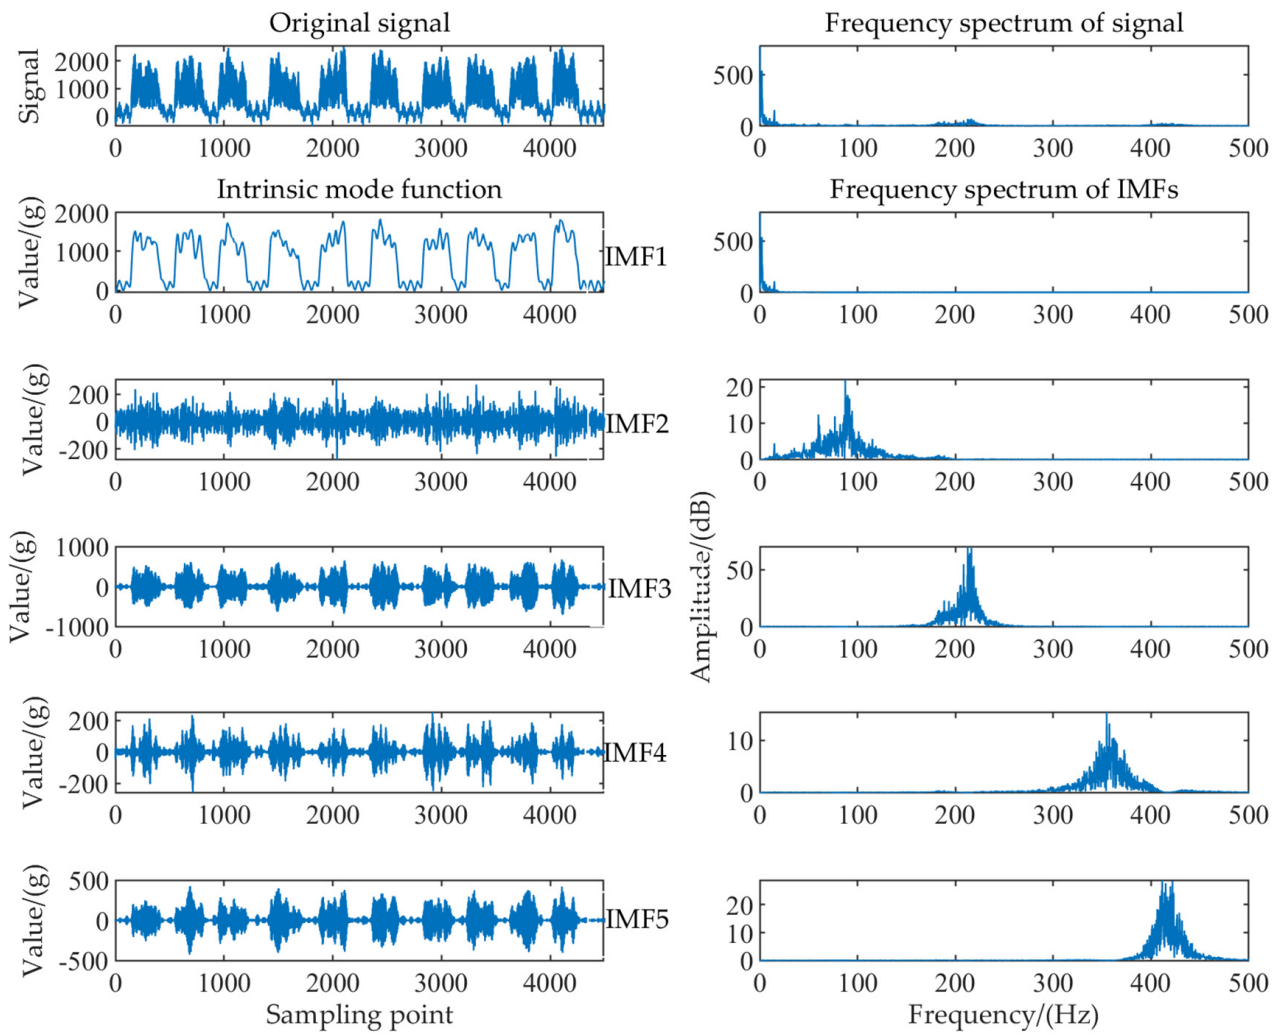 Original signal
Frequency spectrum of signal
Signal
2000
1000
0
0 1000 2000 3000 4000
500
0
0 100 200 300 400 500
Intrinsic mode function
Frequency spectrum of IMFs
Value/(g)
2000
1000
0
IMF1
0 1000 2000 3000 4000
500
0
0 100 200 300 400 500
Value/(g)
200
0
-200
IMF2
0 1000 2000 3000 4000
20
10
0
0 100 200 300 400 500
Amplitude/(dB)
Value/(g)
1000
0
-1000
IMF3
0 1000 2000 3000 4000
50
0
0 100 200 300 400 500
Value/(g)
200
0
-200
IMF4
0 1000 2000 3000 4000
10
0
0 100 200 300 400 500
Value/(g)
500
0
-500
IMF5
0 1000 2000 3000 4000
20
10
0
0 100 200 300 400 500
Sampling point
Frequency/(Hz)